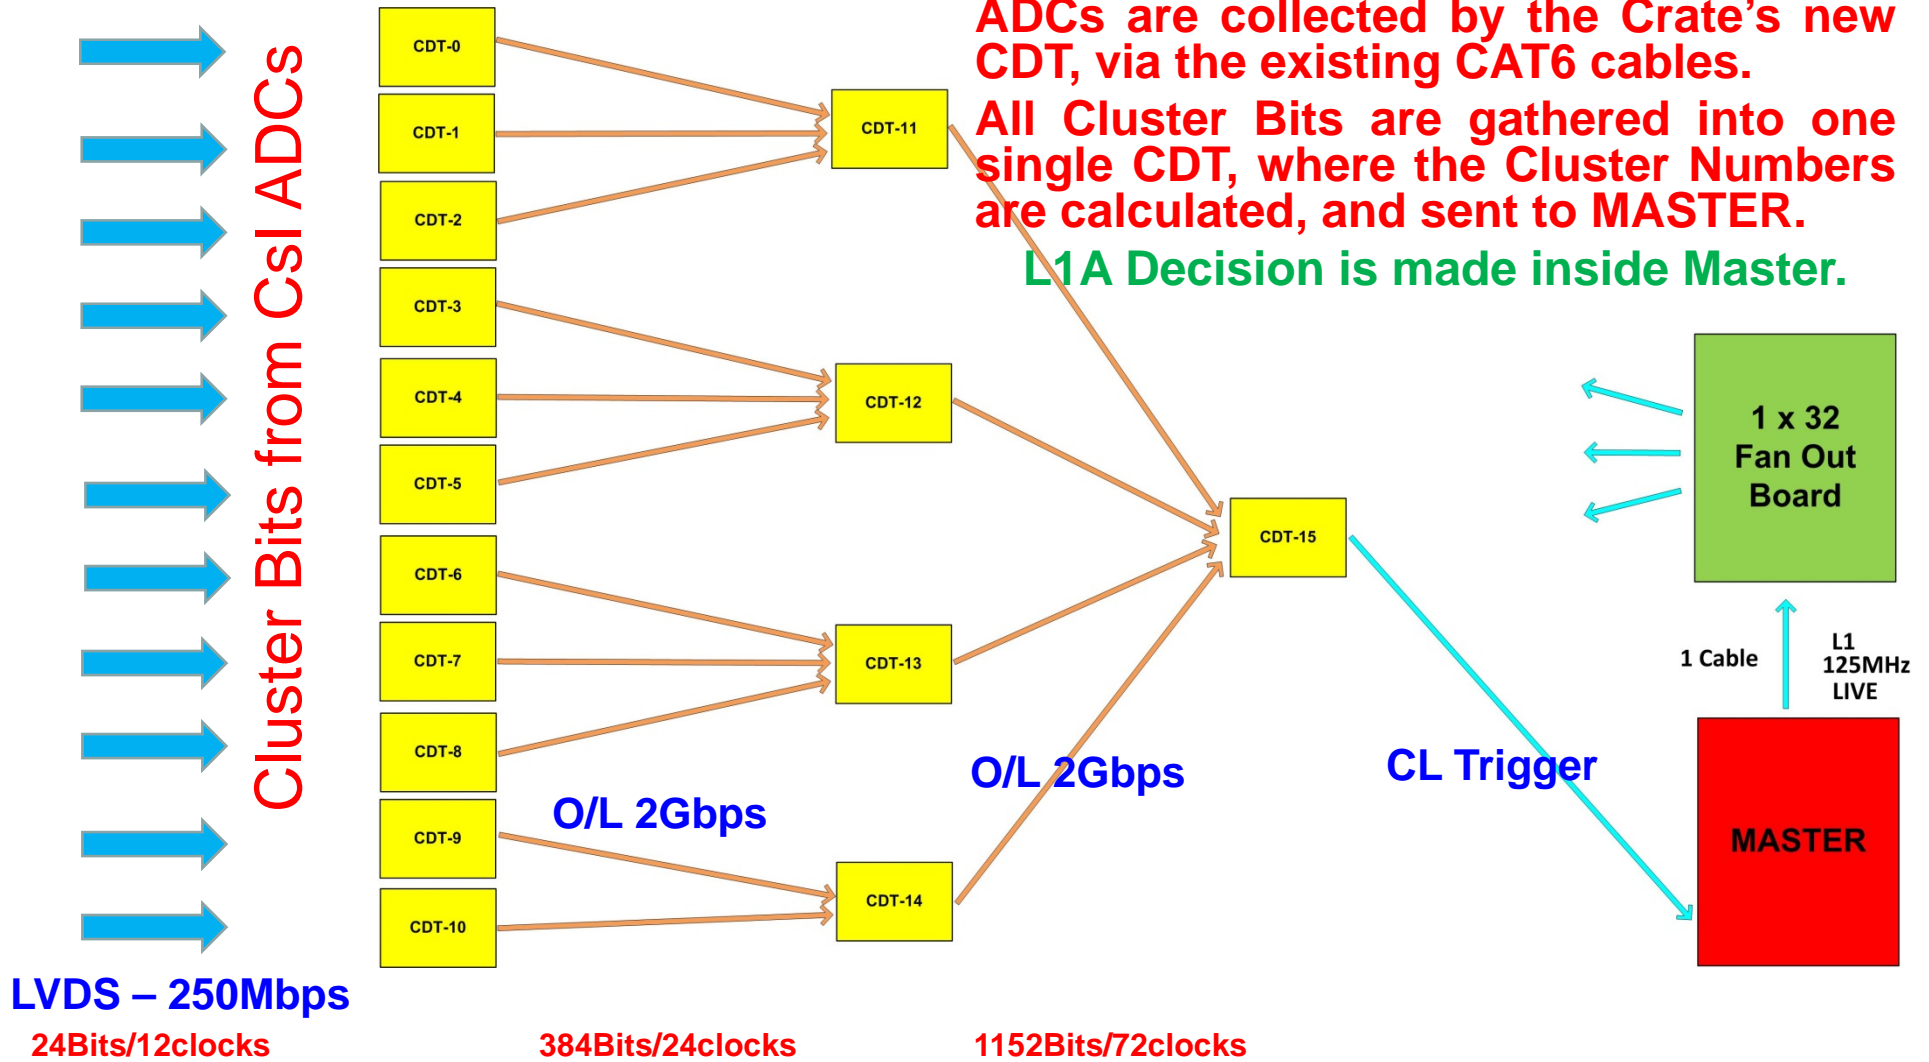 ADCs are collected by the Crate's new
CDT, via the existing CAT6 cables.
All Cluster Bits are gathered into one
single CDT, where the Cluster Numbers
are calculated, and sent to MASTER.
L1A Decision is made inside Master.
Cluster Bits from CsI ADCs
CDT-0
CDT-1
CDT-2
CDT-3
CDT-4
CDT-5
CDT-6
CDT-7
CDT-8
CDT-9
CDT-10
CDT-11
CDT-12
CDT-13
CDT-14
CDT-15
1 x 32
Fan Out
Board
1 Cable
L1
125MHz
LIVE
MASTER
CL Trigger
O/L 2Gbps
O/L 2Gbps
LVDS – 250Mbps
24Bits/12clocks
384Bits/24clocks
1152Bits/72clocks